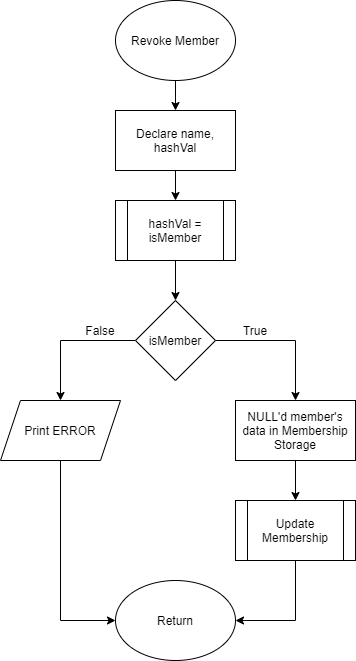 Revoke Member
Declare name,
hashVal
hashVal =
isMember
isMember
False
True
Print ERROR
NULL'd member's
data in Membership
Storage
Update
Membership
Return